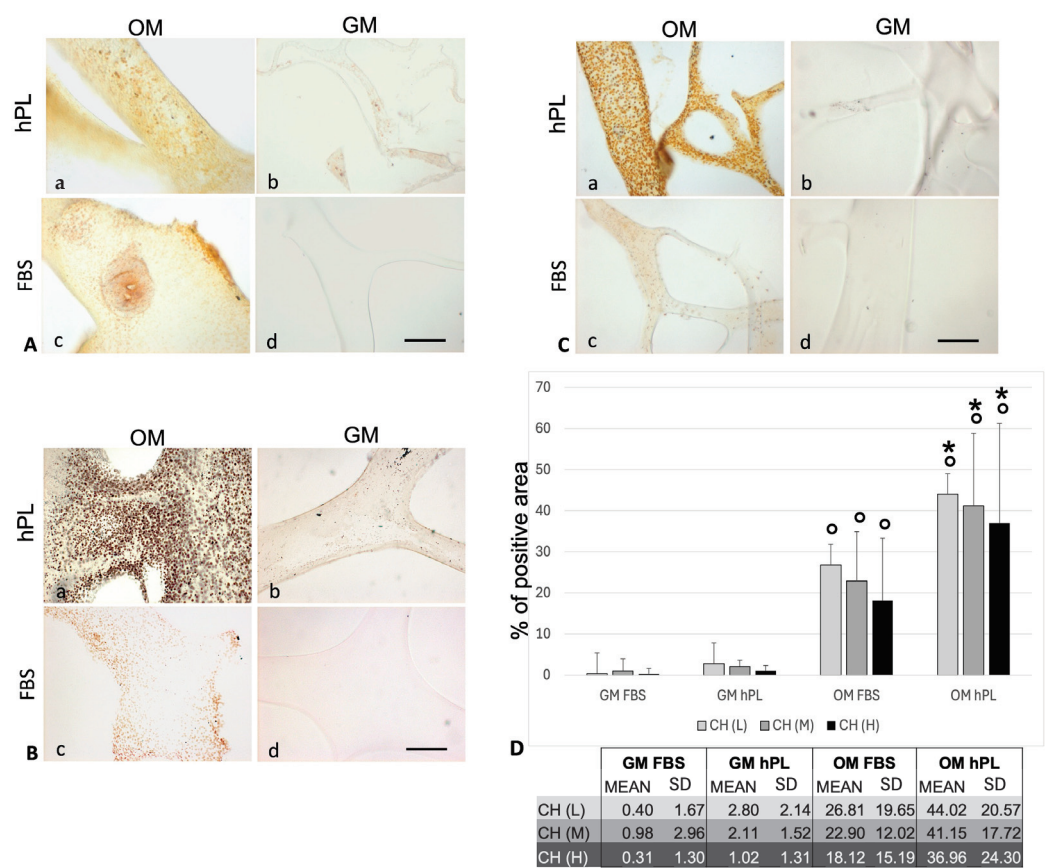 OM GM
hPL
a b
FBS
A c d
OM GM
hPL
a b
FBS
C c d
OM GM
hPL
a b
FBS
B c d
% of positive area
70
60
50
40
30
20
10
0
* * *
GM FBS GM hPL OM FBS OM hPL
CH (L) CH (M) CH (H)
D
GM FBS GM hPL OM FBS OM hPL
MEAN SD MEAN SD MEAN SD MEAN SD
CH (L) 0.40 1.67 2.80 2.14 26.81 19.65 44.02 20.57
CH (M) 0.98 2.96 2.11 1.52 22.90 12.02 41.15 17.72
CH (H) 0.31 1.30 1.02 1.31 18.12 15.19 36.96 24.30